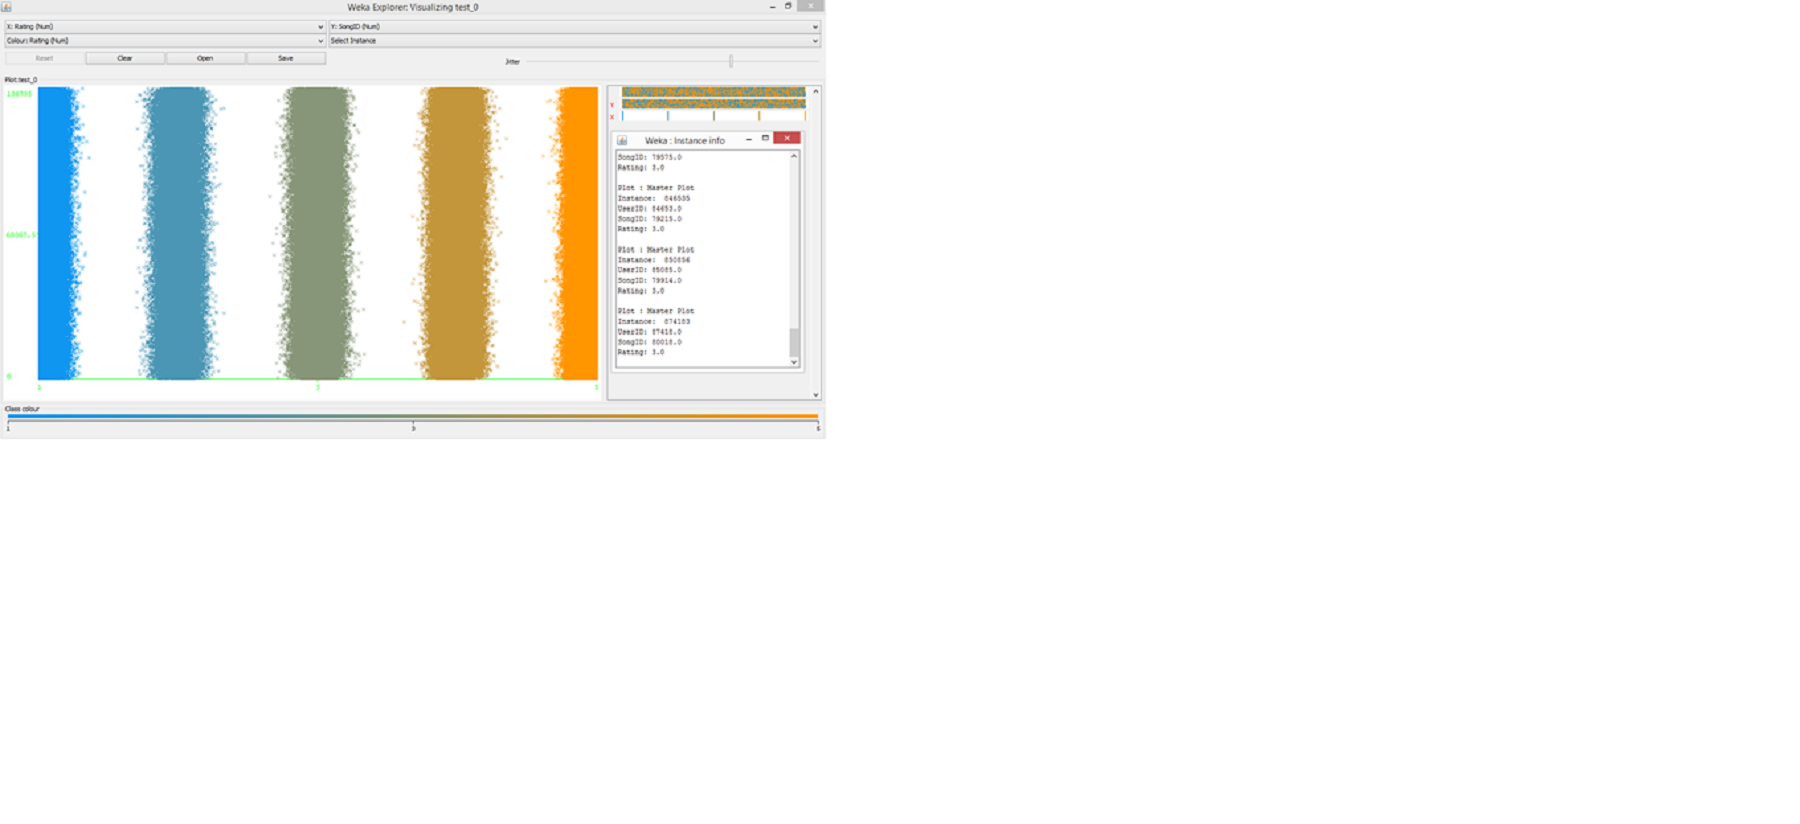 Weka Explorer: Visualizing test_0
X: Rating (Num)
Y: SongID (Num)
Colour: Rating (Num)
Select Instance
Reset
Clear
Open
Save
Jitter
Plot:test_0
136735
0
1
3
5
Y
X
Weka : Instance info
SongID: 79575.0
Rating: 3.0
Plot : Master Plot
Instance: 846535
UserID: 84653.0
SongID: 79215.0
Rating: 3.0
Plot : Master Plot
Instance: 850856
UserID: 85085.0
SongID: 79914.0
Rating: 3.0
Plot : Master Plot
Instance: 874183
UserID: 87418.0
SongID: 80018.0
Rating: 3.0
Class colour
1
3
5